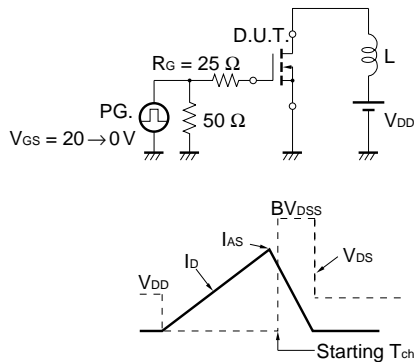 D.U.T.
RG = 25 Ω
L
PG.
50 Ω
VDD
VGS = 20 → 0 V
BVDSS
IAS
ID
VDS
VDD
Starting Tch